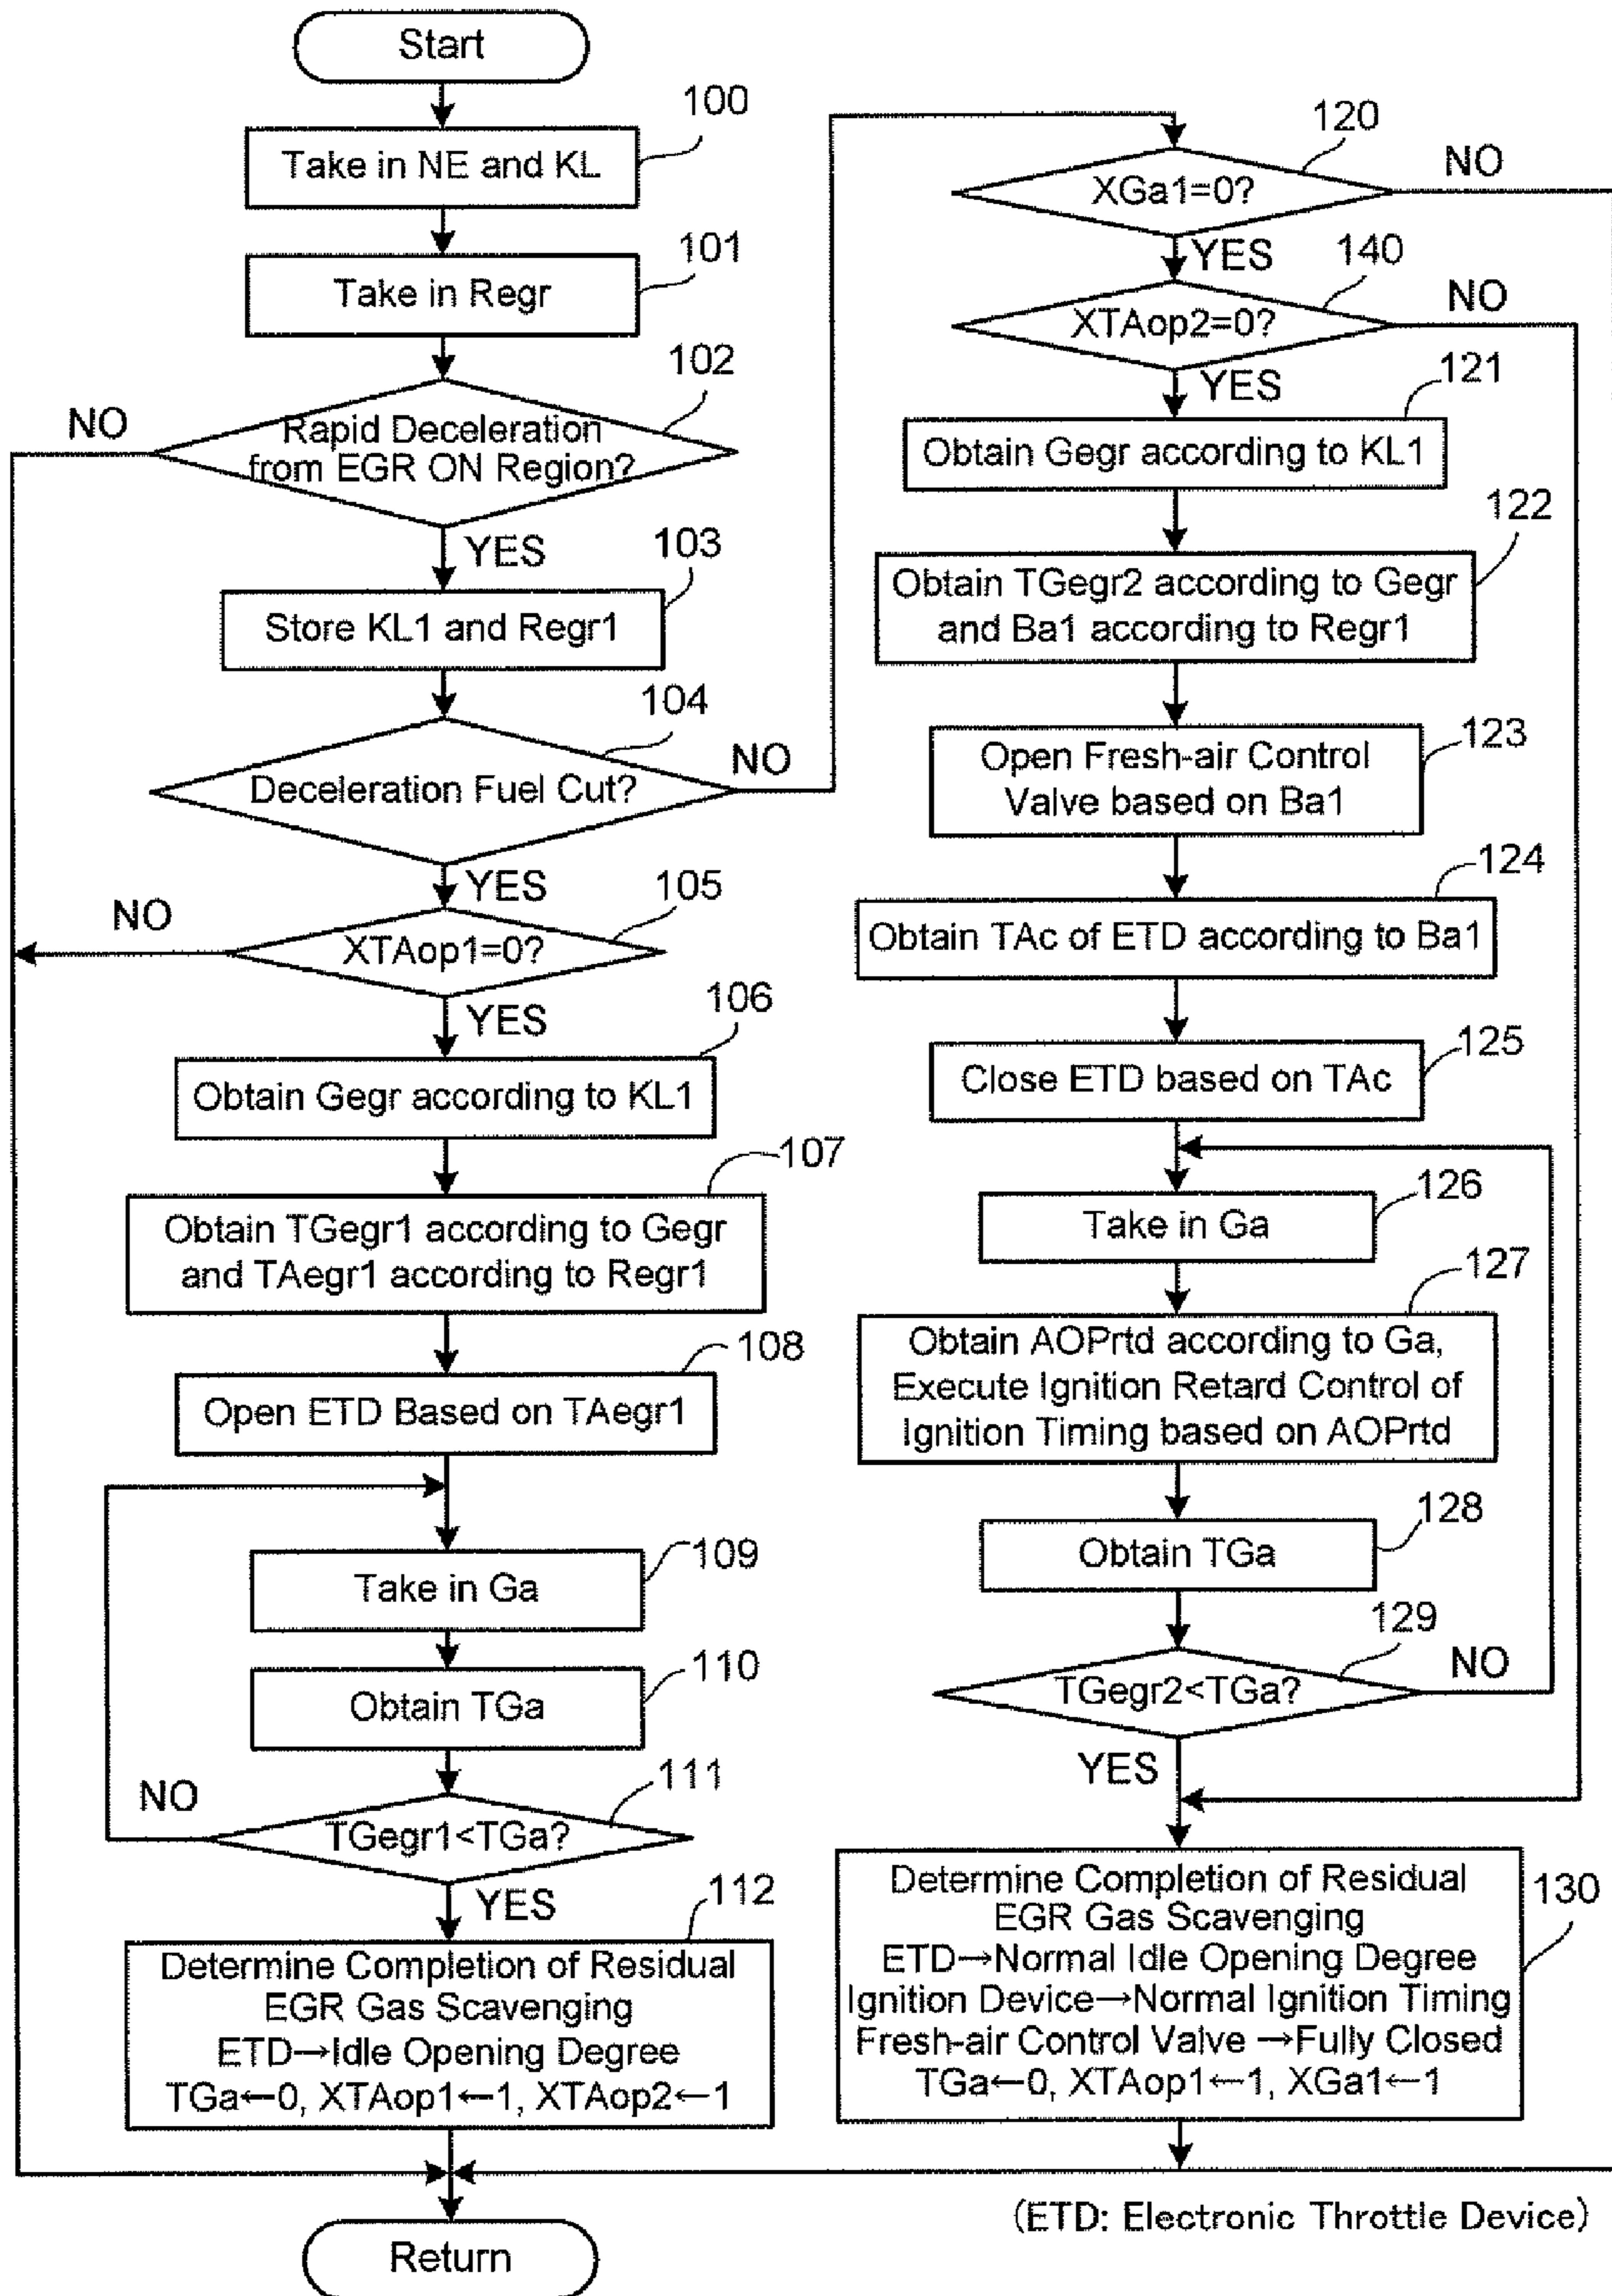 Start
100
Take in NE and KL
101
Take in Regr
102
NO
Rapid Deceleration
from EGR ON Region?
YES
103
Store KL1 and Regr1
104
NO
Deceleration Fuel Cut?
YES
105
NO
XTAop1=0?
YES
106
Obtain Gegr according to KL1
107
Obtain TGegr1 according to Gegr
and TAegr1 according to Regr1
108
Open ETD Based on TAegr1
109
Take in Ga
110
Obtain TGa
111
NO
TGegr1<TGa?
YES
112
Determine Completion of Residual
EGR Gas Scavenging
ETD→Idle Opening Degree
TGa←0, XTAop1←1, XTAop2←1
Return
120
NO
XGa1=0?
YES
140
NO
XTAop2=0?
YES
121
Obtain Gegr according to KL1
122
Obtain TGegr2 according to Gegr
and Ba1 according to Regr1
123
Open Fresh-air Control
Valve based on Ba1
124
Obtain TAc of ETD according to Ba1
125
Close ETD based on TAc
126
Take in Ga
127
Obtain AOPrtd according to Ga,
Execute Ignition Retard Control of
Ignition Timing based on AOPrtd
128
Obtain TGa
129
NO
TGegr2<TGa?
YES
130
Determine Completion of Residual
EGR Gas Scavenging
ETD→Normal Idle Opening Degree
Ignition Device→Normal Ignition Timing
Fresh-air Control Valve →Fully Closed
TGa←0, XTAop1←1, XGa1←1
(ETD: Electronic Throttle Device)